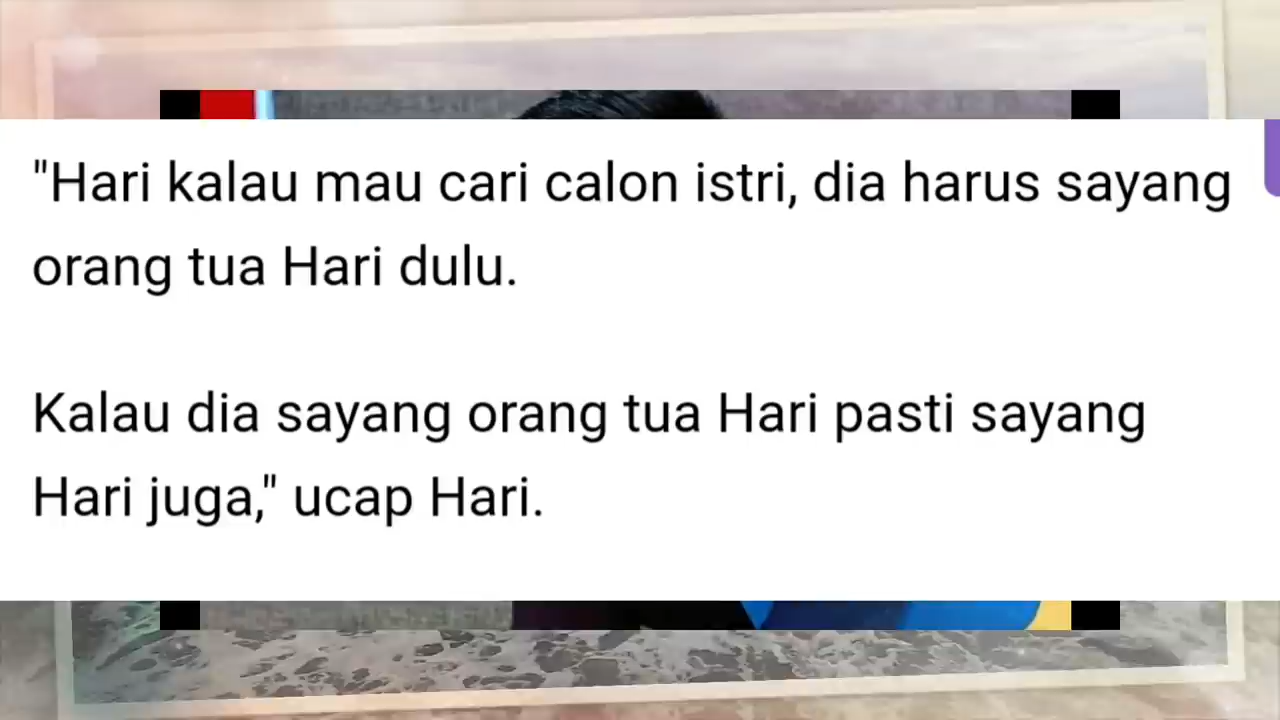 "Hari kalau mau cari calon istri, dia harus sayang
orang tua Hari dulu.
Kalau dia sayang orang tua Hari pasti sayang
Hari juga," ucap Hari.